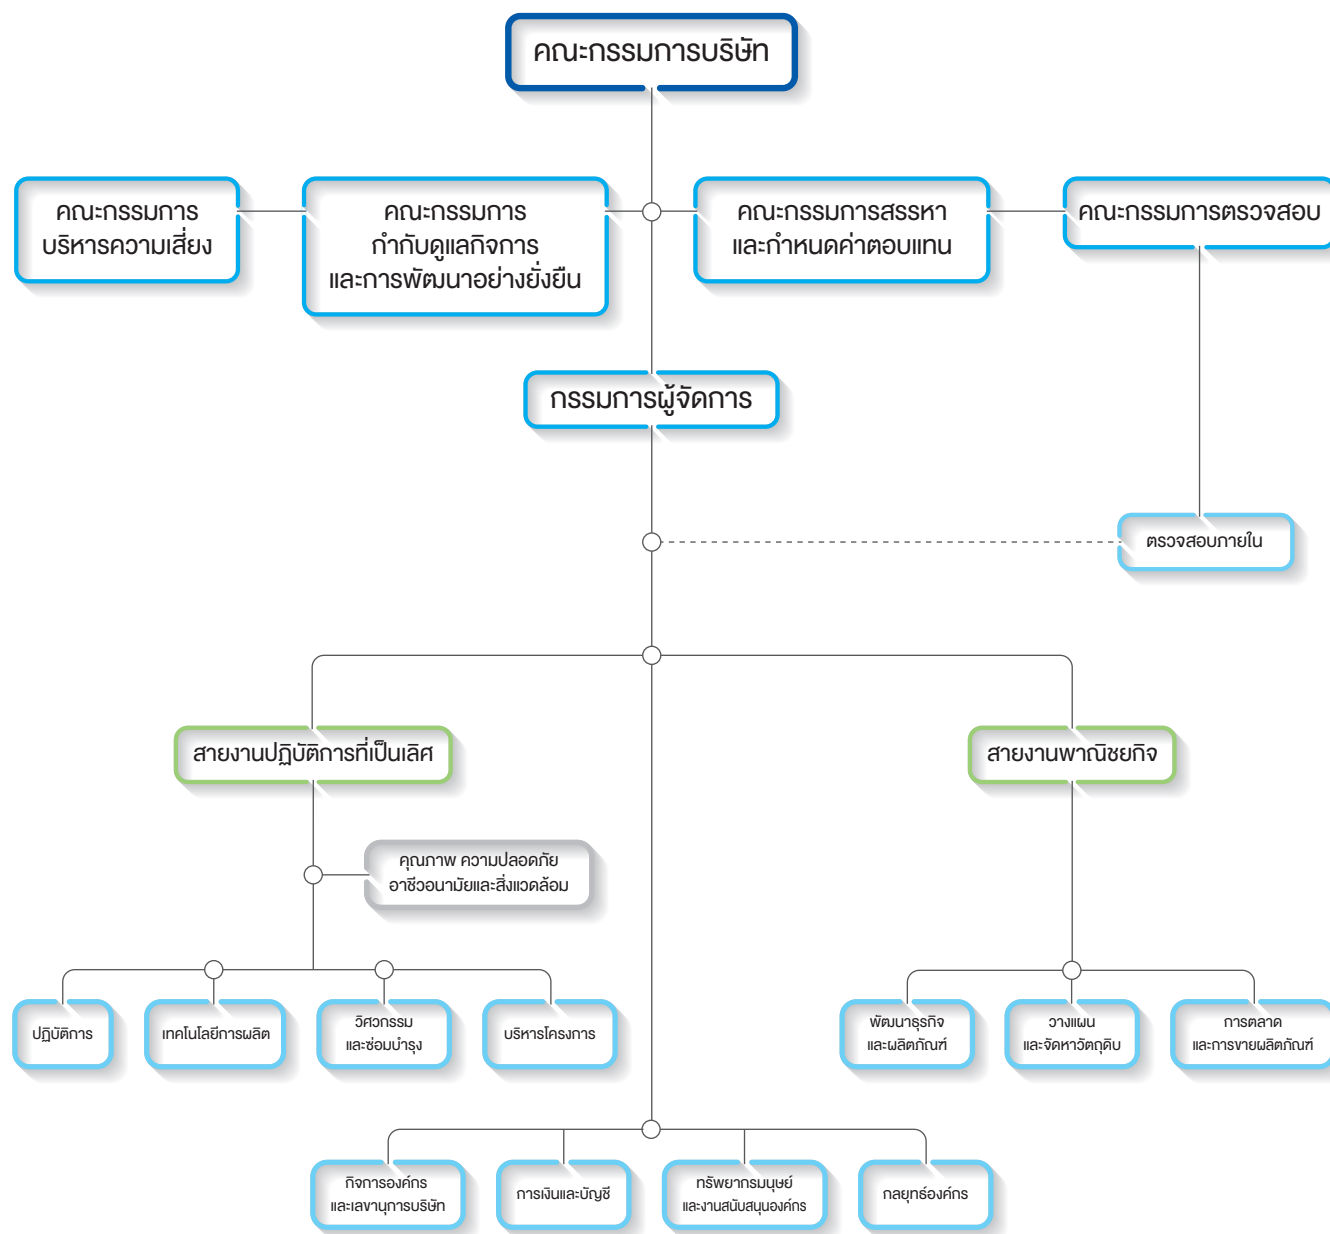 คณะกรรมการบริษัท
คณะกรรมการ
บริหารความเสี่ยง
คณะกรรมการ
กำกับดูแลกิจการ
และการพัฒนาอย่างยั่งยืน
คณะกรรมการสรรหา
และกำหนดค่าตอบแทน
คณะกรรมการตรวจสอบ
กรรมการผู้จัดการ
ตรวจสอบภายใน
สายงานปฏิบัติการที่เป็นเลิศ
สายงานพาณิชยกิจ
คุณภาพ ความปลอดภัย
อาชีวอนามัยและสิ่งแวดล้อม
ปฏิบัติการ
เทคโนโลยีการผลิต
วิศวกรรม
และซ่อมบำรุง
บริหารโครงการ
พัฒนาธุรกิจ
และผลิตภัณฑ์
วางแผน
และจัดหาวัตถุดิบ
การตลาด
และการขายผลิตภัณฑ์
กิจการองค์กร
และเลขานุการบริษัท
การเงินและบัญชี
ทรัพยากรมนุษย์
และงานสนับสนุนองค์กร
กลยุทธ์องค์กร